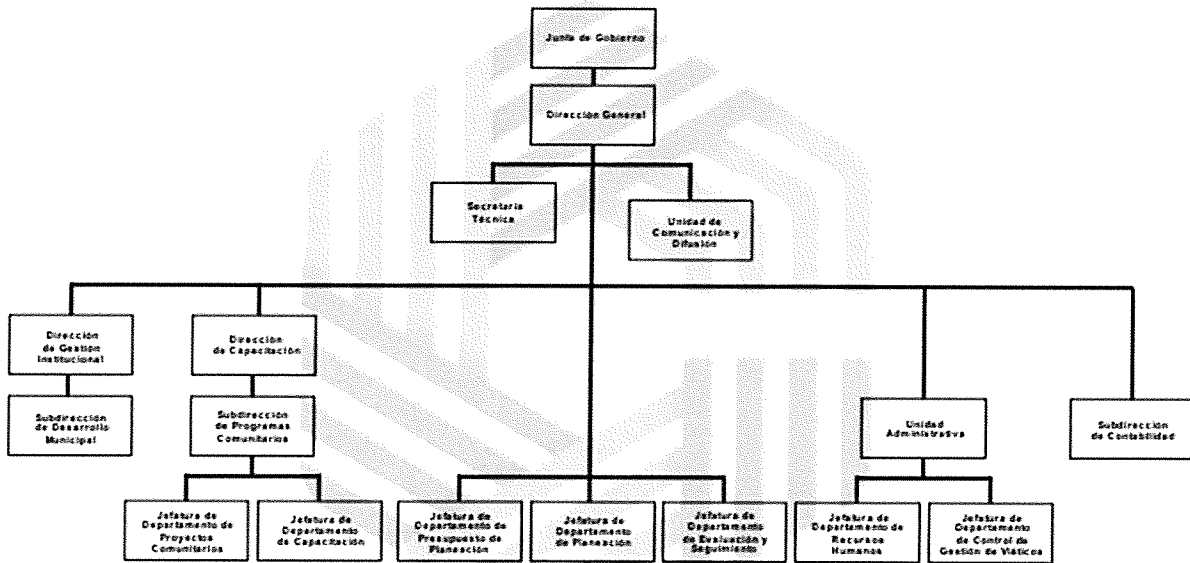 Junta de Gobierno
Dirección General
Secretaría
Técnica
Unidad de
Comunicación y
Difusión
Dirección
de Gestión
Institucional
Dirección
de Capacitación
Subdirección
de Desarrollo
Municipal
Subdirección
de Programas
Comunitarios
Unidad
Administrasva
Subdirección
de Contabilidad
Jefatura de
Departamento de
Proyectos
Comunitarios
Jefatura de
Departamento
de Capacitación
Jefatura de
Departamento de
Presupuesto de
Planeación
Jefatura de
Departamento
de Planeación
Jefatura de
Departamento
de Evaluación y
Seguimiento
Jefatura de
Departamento de
Recursos
Humanos
Jefatura de
Departamento
de Control de
Gestión de Viáticos